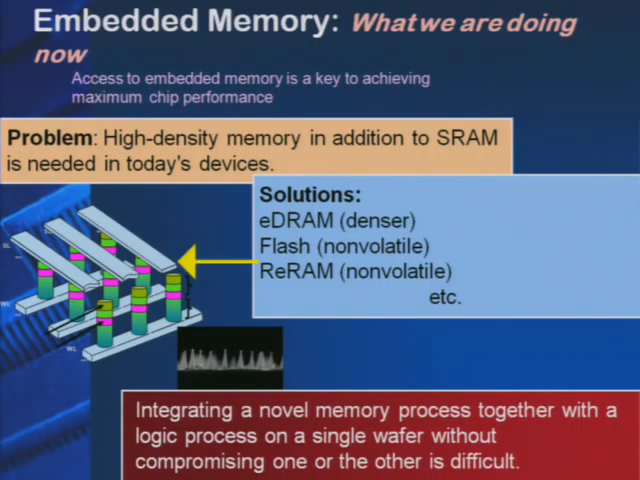 Embedded Memory: What we are doing
now
Access to embedded memory is a key to achieving
maximum chip performance
Problem: High-density memory in addition to SRAM
is needed in today's devices.
Solutions:
eDRAM (denser)
Flash (nonvolatile)
ReRAM (nonvolatile)
etc.
WL
Integrating a novel memory process together with a
logic process on a single wafer without
compromising one or the other is difficult.